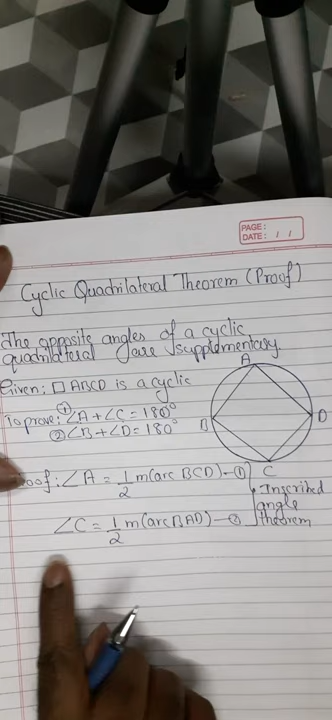 PAGE:
DATE: / /
Cyclic Quadrilateral Theorem (Proof)
The opposite angles of a cyclic
quadrilateral are supplementary.
Given: □ ABCD is a cyclic
To prove: ① ∠A + ∠C = 180°
② ∠B + ∠D = 180°
A
B
D
C
Proof: ∠A = 1/2 m(arc BCD) - ①
∠C = 1/2 m(arc BAD) - ②
Inscribed
angle
theorem